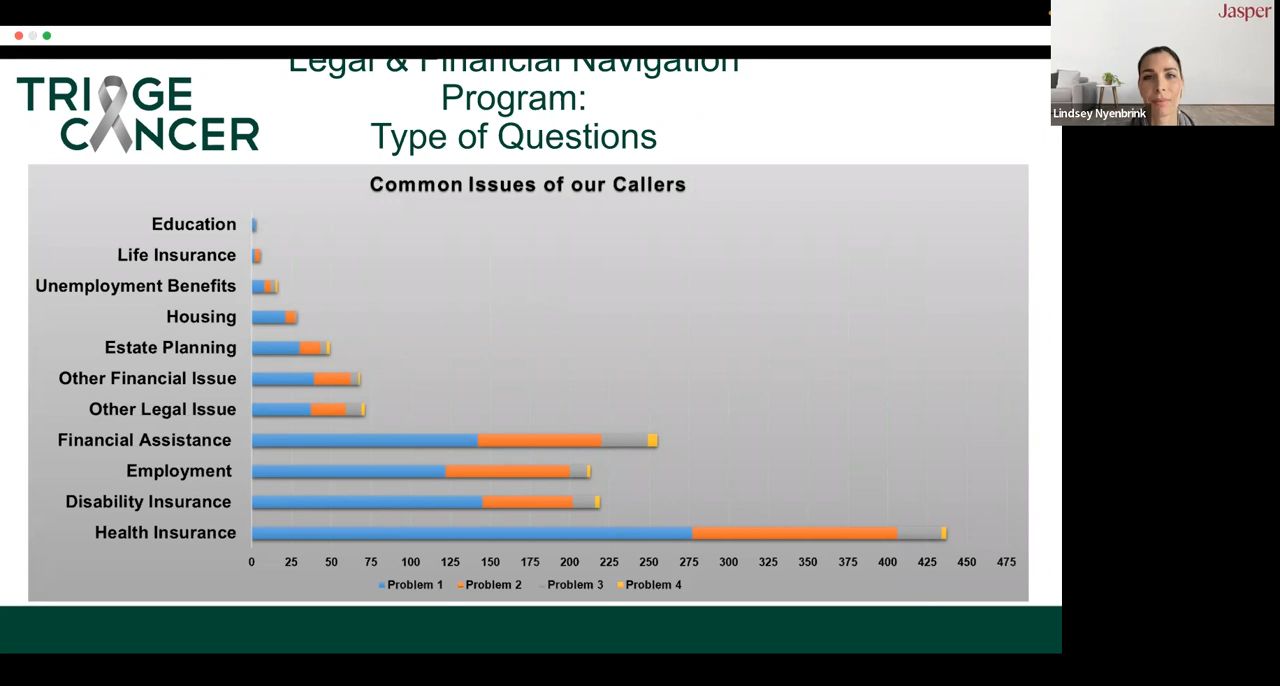 Legal & Financial Navigation
Program:
Type of Questions
TRIAGE
CANCER
Jasper
Lindsey Nyenbrink
Common Issues of our Callers
Education
Life Insurance
Unemployment Benefits
Housing
Estate Planning
Other Financial Issue
Other Legal Issue
Financial Assistance
Employment
Disability Insurance
Health Insurance
0 25 50 75 100 125 150 175 200 225 250 275 300 325 350 375 400 425 450 475
Problem 1 Problem 2 Problem 3 Problem 4